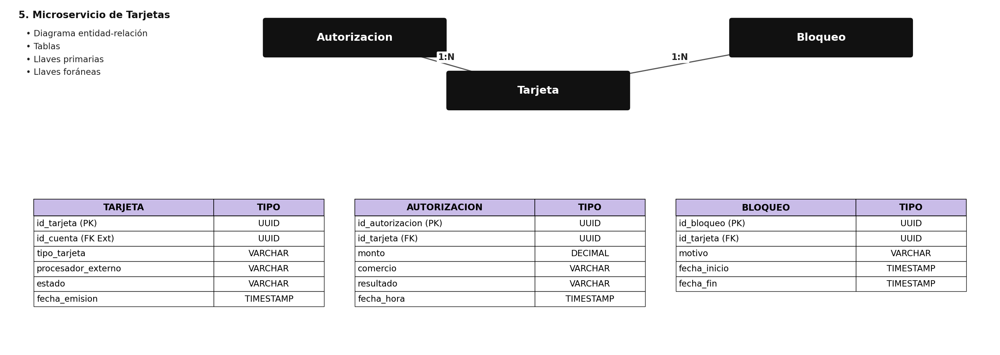 5. Microservicio de Tarjetas
• Diagrama entidad-relación
• Tablas
• Llaves primarias
• Llaves foráneas
Autorizacion
Bloqueo
1:N
1:N
Tarjeta
TARJETA TIPO
id_tarjeta (PK) UUID
id_cuenta (FK Ext) UUID
tipo_tarjeta VARCHAR
procesador_externo VARCHAR
estado VARCHAR
fecha_emision TIMESTAMP
AUTORIZACION TIPO
id_autorizacion (PK) UUID
id_tarjeta (FK) UUID
monto DECIMAL
comercio VARCHAR
resultado VARCHAR
fecha_hora TIMESTAMP
BLOQUEO TIPO
id_bloqueo (PK) UUID
id_tarjeta (FK) UUID
motivo VARCHAR
fecha_inicio TIMESTAMP
fecha_fin TIMESTAMP